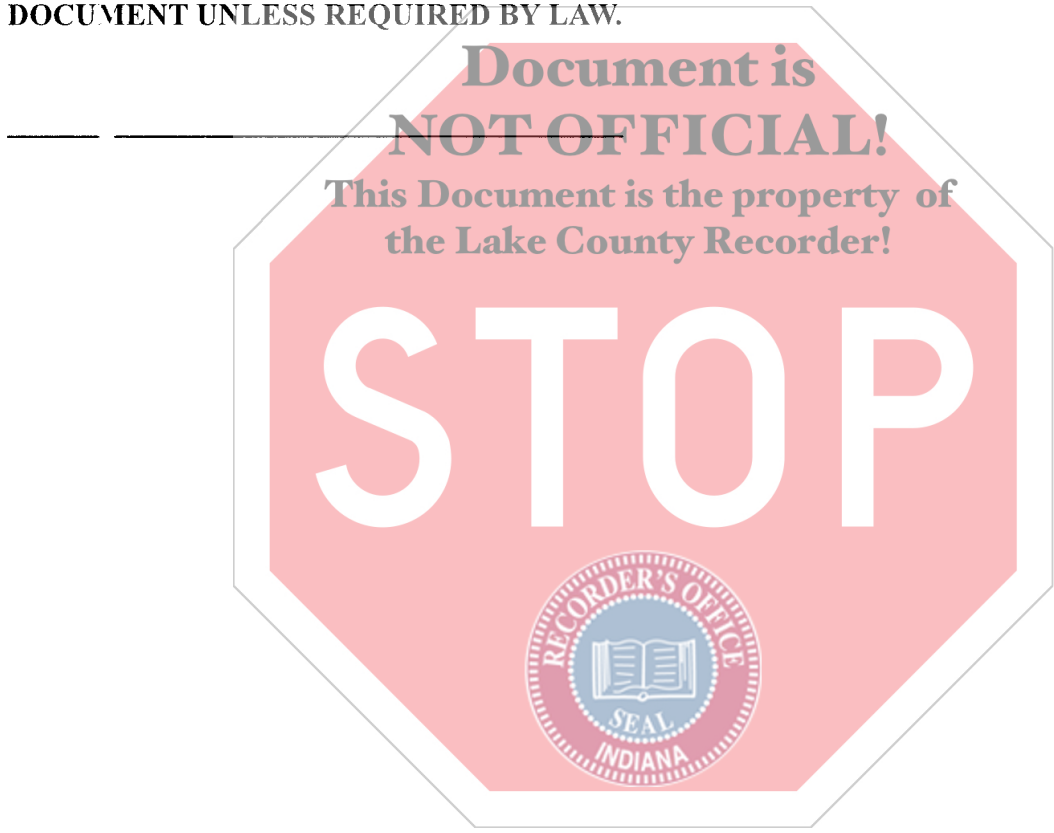 DOCUMENT UNLESS REQUIRED BY LAW.
Document is
NOT OFFICIAL!
This Document is the property of
the Lake County Recorder!
STOP
RECORDER'S OFFICE
SEAL
INDIANA